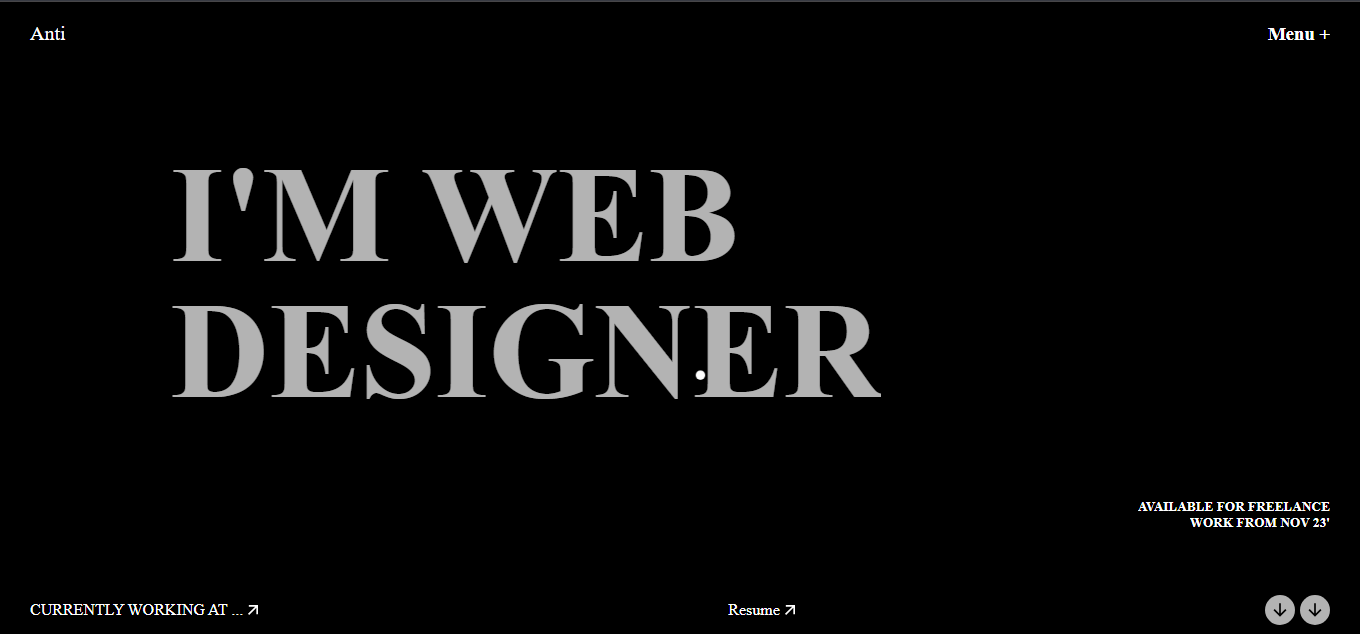 Anti
Menu +
I'M WEB
DESIGNER
AVAILABLE FOR FREELANCE
WORK FROM NOV 23'
CURRENTLY WORKING AT ...
Resume